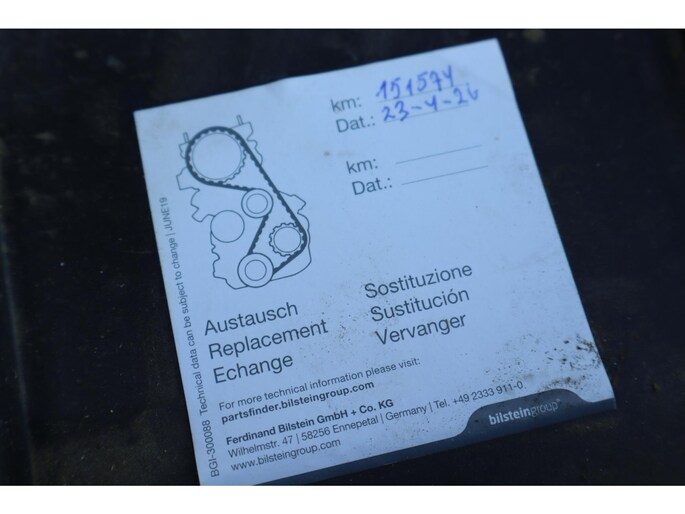 km: 151574
Dat.: 23-4-26
km:
Dat.:
Austausch
Replacement
Echange
Sostituzione
Sustitución
Vervanger
For more technical information please visit:
partsfinder.bilsteingroup.com
Ferdinand Bilstein GmbH + Co. KG
Wilhelmstr. 47 | 58256 Ennepetal | Germany | Tel. +49 2333 911-0
www.bilsteingroup.com
bilsteingroup®
BGI-300088 Technical data can be subject to change | JUNE19